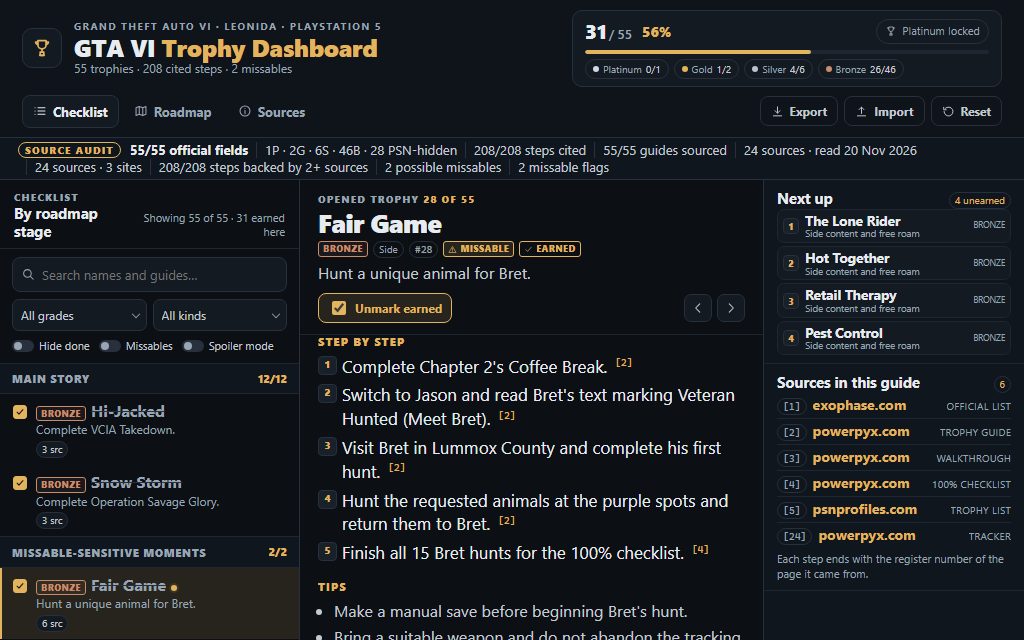 GRAND THEFT AUTO VI • LEONIDA • PLAYSTATION 5
GTA VI Trophy Dashboard
55 trophies · 208 cited steps · 2 missables
31 / 55 56%
Platinum locked
Platinum 0/1
Gold 1/2
Silver 4/6
Bronze 26/46
Checklist
Roadmap
Sources
Export
Import
Reset
SOURCE AUDIT
55/55 official fields
1P · 2G · 6S · 46B · 28 PSN-hidden
208/208 steps cited
55/55 guides sourced
24 sources · read 20 Nov 2026
24 sources · 3 sites
208/208 steps backed by 2+ sources
2 possible missables
2 missable flags
CHECKLIST
By roadmap
stage
Showing 55 of 55 · 31 earned
here
Search names and guides...
All grades
All kinds
Hide done
Missables
Spoiler mode
MAIN STORY
12/12
BRONZE Hi-Jacked
Complete VCIA Takedown.
3 src
BRONZE Snow Storm
Complete Operation Savage Glory.
3 src
MISSABLE-SENSITIVE MOMENTS
2/2
BRONZE Fair Game
Hunt a unique animal for Bret.
6 src
OPENED TROPHY 28 OF 55
Fair Game
BRONZE
Side
#28
⚠ MISSABLE
✓ EARNED
Hunt a unique animal for Bret.
Unmark earned
STEP BY STEP
1 Complete Chapter 2's Coffee Break. [2]
2 Switch to Jason and read Bret's text marking Veteran
Hunted (Meet Bret). [2]
3 Visit Bret in Lummox County and complete his first
hunt. [2]
4 Hunt the requested animals at the purple spots and
return them to Bret. [2]
5 Finish all 15 Bret hunts for the 100% checklist. [4]
TIPS
Make a manual save before beginning Bret's hunt.
Bring a suitable weapon and do not abandon the tracking
Next up
4 unearned
1 The Lone Rider
Side content and free roam
BRONZE
2 Hot Together
Side content and free roam
BRONZE
3 Retail Therapy
Side content and free roam
BRONZE
4 Pest Control
Side content and free roam
BRONZE
Sources in this guide
6
[1] exophase.com OFFICIAL LIST
[2] powerpyx.com TROPHY GUIDE
[3] powerpyx.com WALKTHROUGH
[4] powerpyx.com 100% CHECKLIST
[5] psnprofiles.com TROPHY LIST
[24] powerpyx.com TRACKER
Each step ends with the register number of the
page it came from.